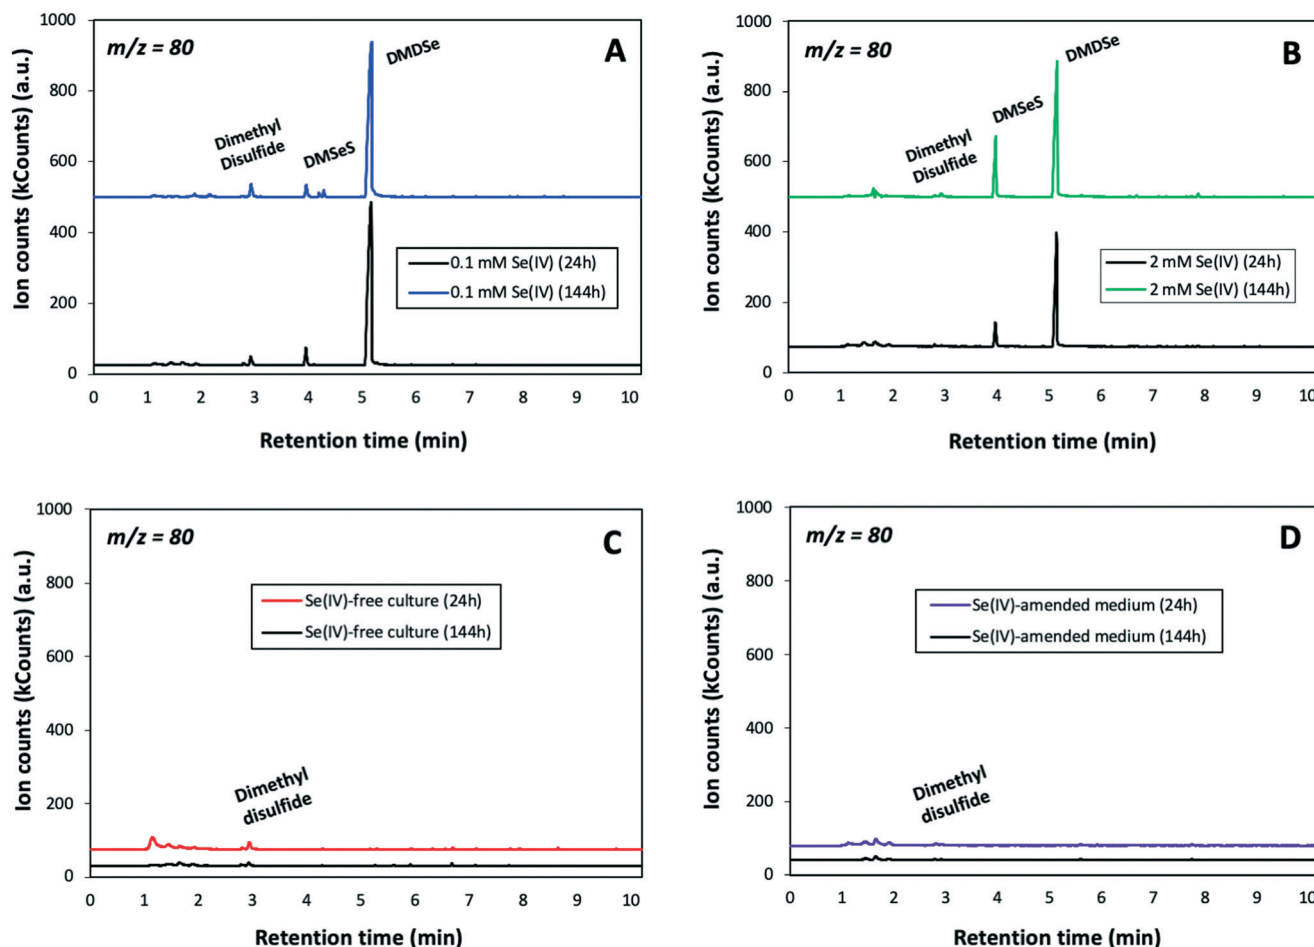 m/z = 80
A
1000
800
600
400
200
0
Ion counts (kCounts) (a.u.)
Dimethyl
Disulfide
DMSeS
DMDSe
0.1 mM Se(IV) (24h)
0.1 mM Se(IV) (144h)
0 1 2 3 4 5 6 7 8 9 10
Retention time (min)
m/z = 80
B
1000
800
600
400
200
0
Ion counts (kCounts) (a.u.)
Dimethyl
Disulfide
DMSeS
DMDSe
2 mM Se(IV) (24h)
2 mM Se(IV) (144h)
0 1 2 3 4 5 6 7 8 9 10
Retention time (min)
m/z = 80
C
1000
800
600
400
200
0
Ion counts (kCounts) (a.u.)
Se(IV)-free culture (24h)
Se(IV)-free culture (144h)
Dimethyl
disulfide
0 1 2 3 4 5 6 7 8 9 10
Retention time (min)
m/z = 80
D
1000
800
600
400
200
0
Ion counts (kCounts) (a.u.)
Se(IV)-amended medium (24h)
Se(IV)-amended medium (144h)
Dimethyl
disulfide
0 1 2 3 4 5 6 7 8 9 10
Retention time (min)